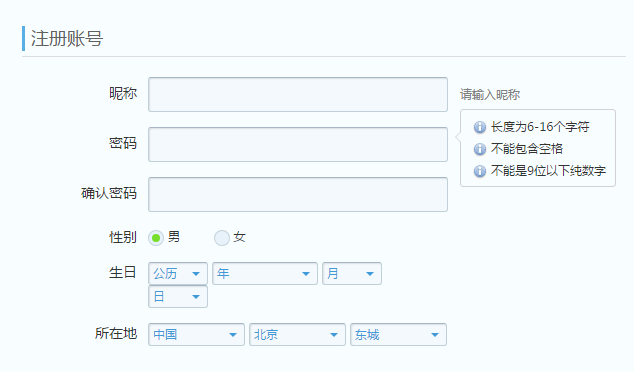 注册账号
昵称 请输入昵称
长度为6-16个字符
密码 不能包含空格
不能是9位以下纯数字
确认密码
性别 男 女
生日 公历 年 月
日
所在地 中国 北京 东城